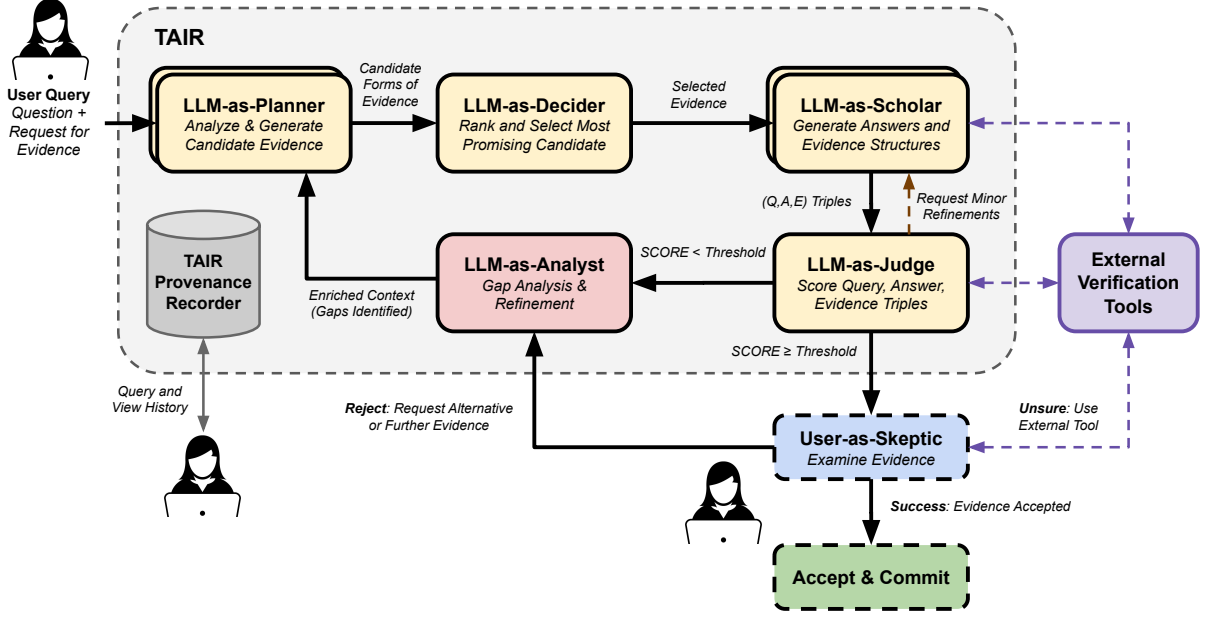 TAIR
User Query
Question +
Request for
Evidence
LLM-as-Planner
Analyze & Generate
Candidate Evidence
Candidate
Forms of
Evidence
LLM-as-Decider
Rank and Select Most
Promising Candidate
Selected
Evidence
LLM-as-Scholar
Generate Answers and
Evidence Structures
(Q,A,E) Triples
Request Minor
Refinements
TAIR
Provenance
Recorder
Enriched Context
(Gaps Identified)
LLM-as-Analyst
Gap Analysis &
Refinement
SCORE < Threshold
LLM-as-Judge
Score Query, Answer,
Evidence Triples
External
Verification
Tools
SCORE ≥ Threshold
Query and
View History
Reject: Request Alternative
or Further Evidence
User-as-Skeptic
Examine Evidence
Unsure: Use
External Tool
Success: Evidence Accepted
Accept & Commit